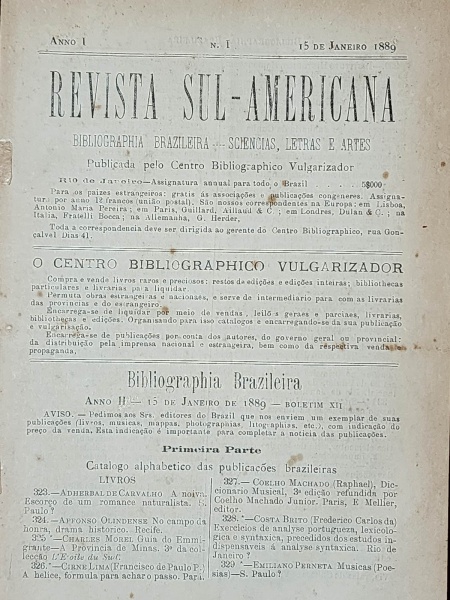 Anno I
N. I
15 de Janeiro 1889
REVISTA SUL-AMERICANA
BIBLIOGRAPHIA BRAZILEIRA — SCIENCIAS, LETRAS E ARTES
Publicada pelo Centro Bibliographico Vulgarizador
Rio de Janeiro—Assignatura annual para todo o Brazil . . . 5$000
Para os paizes estrangeiros: gratis ás associações e publicações congeneres. Assigna-
tura por anno 12 francos (união postal). São nossos correspondentes na Europa: em Lisboa,
Antonio Maria Pereira; em Paris, Guillard, Aillaud & C.; em Londres, Dulau & C.; na
Italia, Fratelli Bocca; na Allemanha, G. Herder.
Toda a correspondencia deve ser dirigida ao gerente do Centro Bibliographico, rua Gon-
çalves Dias 41.
O CENTRO BIBLIOGRAPHICO VULGARIZADOR
Compra e vende livros raros e preciosos: restos de edições e edições inteiras; bibliothecas
particulares e livrarias para liquidar.
Permuta obras estrangeiras e nacionaes, e serve de intermediario para com as livrarias
das provincias e do estrangeiro.
Encarrega-se de liquidar por meio de vendas, leilões geraes e parciaes, livrarias,
bibliothecas e edições. Organisando para isso catalogos e encarregando-se da sua publicação
e vulgarisação.
Encarrega-se de publicações por conta dos autores, do governo geral ou provincial:
da distribuição pela imprensa nacional e estrangeira, bem como da respectiva venda e
propaganda.
Bibliographia Brazileira
Anno II — 15 de Janeiro de 1889 — boletim XII
AVISO. — Pedimos aos Srs. editores do Brazil que nos enviem um exemplar de suas
publicações (livros, musicas, mappas, photographias, litographias, etc.), com indicação do
preço da venda. Esta indicação é importante para completar a noticia das publicações.
Primeira Parte
Catalogo alphabetico das publicacões brazileiras
LIVROS
323.— Adherbal de Carvalho A noiva.
Escorço de um romance naturalista. S.
Paulo?
324.— Affonso Olindense No campo da
honra, drama historico. Recife.
325 *—Charles Morel Guia do Emmi-
grante—A Provincia de Minas. 3ª da col-
lecção L'Etoile du Sud.
326.*—Cirne Lima (Francisco de Paula P.)
A helice, formula para achar o passo. Pará.
327.— Coelho Machado (Raphael), Dic-
cionario Musical, 3ª edição refundida por
Coelho Machado Junior. Paris, E Mellier,
editor.
328.*—Costa Brito (Frederico Carlos da)
Exercicios de analyse portugueza, lexicolo-
gica e syntaxica, precedidos dos estudos in-
dispensaveis á analyse syntaxica. Rio de
Janeiro?
329 *—Emiliano Perneta Musicas (Poe-
sias)—S. Paulo?